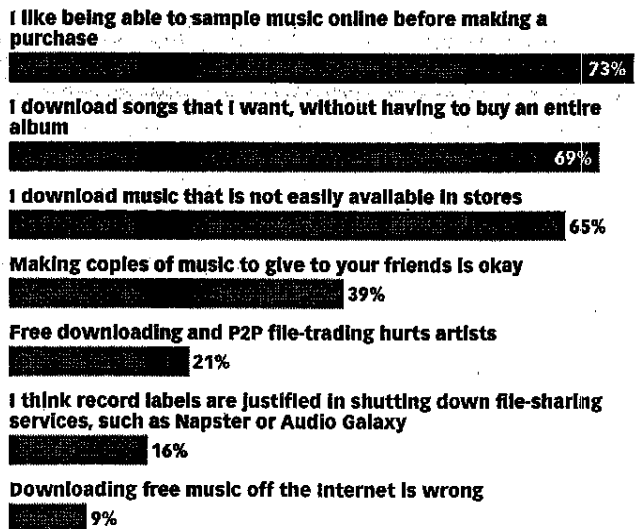 I like being able to sample music online before making a
purchase
73%
I download songs that I want, without having to buy an entire
album
69%
I download music that is not easily available in stores
65%
Making copies of music to give to your friends is okay
39%
Free downloading and P2P file-trading hurts artists
21%
I think record labels are justified in shutting down file-sharing
services, such as Napster or Audio Galaxy
16%
Downloading free music off the Internet is wrong
9%